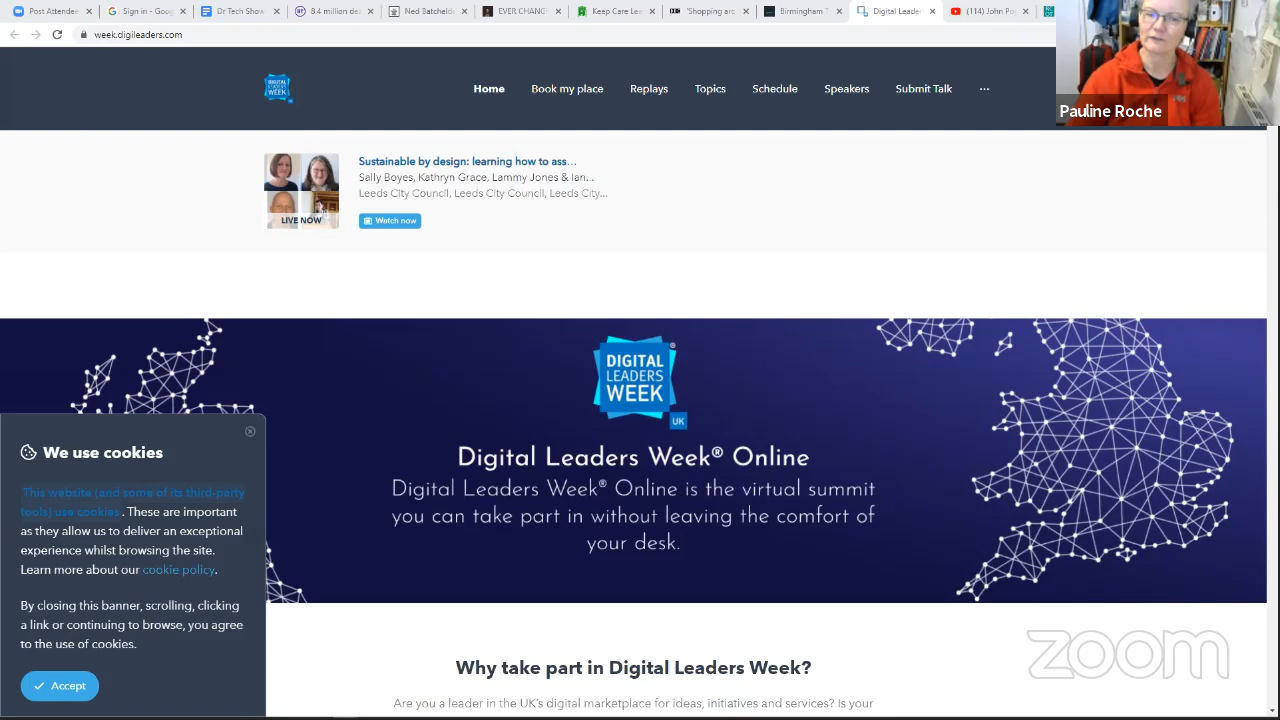 Post Attendee
Sign in - Goog
Dr Tech Show
8.4 million de
Ned Batcheld
EVER CHANG
Keep Care Lea
'Shopping arc
Birmingham T
Digital Leader
(114) John Po
week.digileaders.com
DIGITAL
LEADERS
WEEK
Home
Book my place
Replays
Topics
Schedule
Speakers
Submit Talk
···
Pauline Roche
Sustainable by design: learning how to ass...
Sally Boyes, Kathryn Grace, Lammy Jones & Ian...
Leeds City Council, Leeds City Council, Leeds City...
LIVE NOW
Watch now
DIGITAL
LEADERS
WEEK
®
UK
Digital Leaders Week® Online
Digital Leaders Week® Online is the virtual summit
you can take part in without leaving the comfort of
your desk.
We use cookies
This website (and some of its third-party
tools) use cookies. These are important
as they allow us to deliver an exceptional
experience whilst browsing the site.
Learn more about our cookie policy.
By closing this banner, scrolling, clicking
a link or continuing to browse, you agree
to the use of cookies.
Accept
Why take part in Digital Leaders Week?
Are you a leader in the UK's digital marketplace for ideas, initiatives and services? Is your
zoom